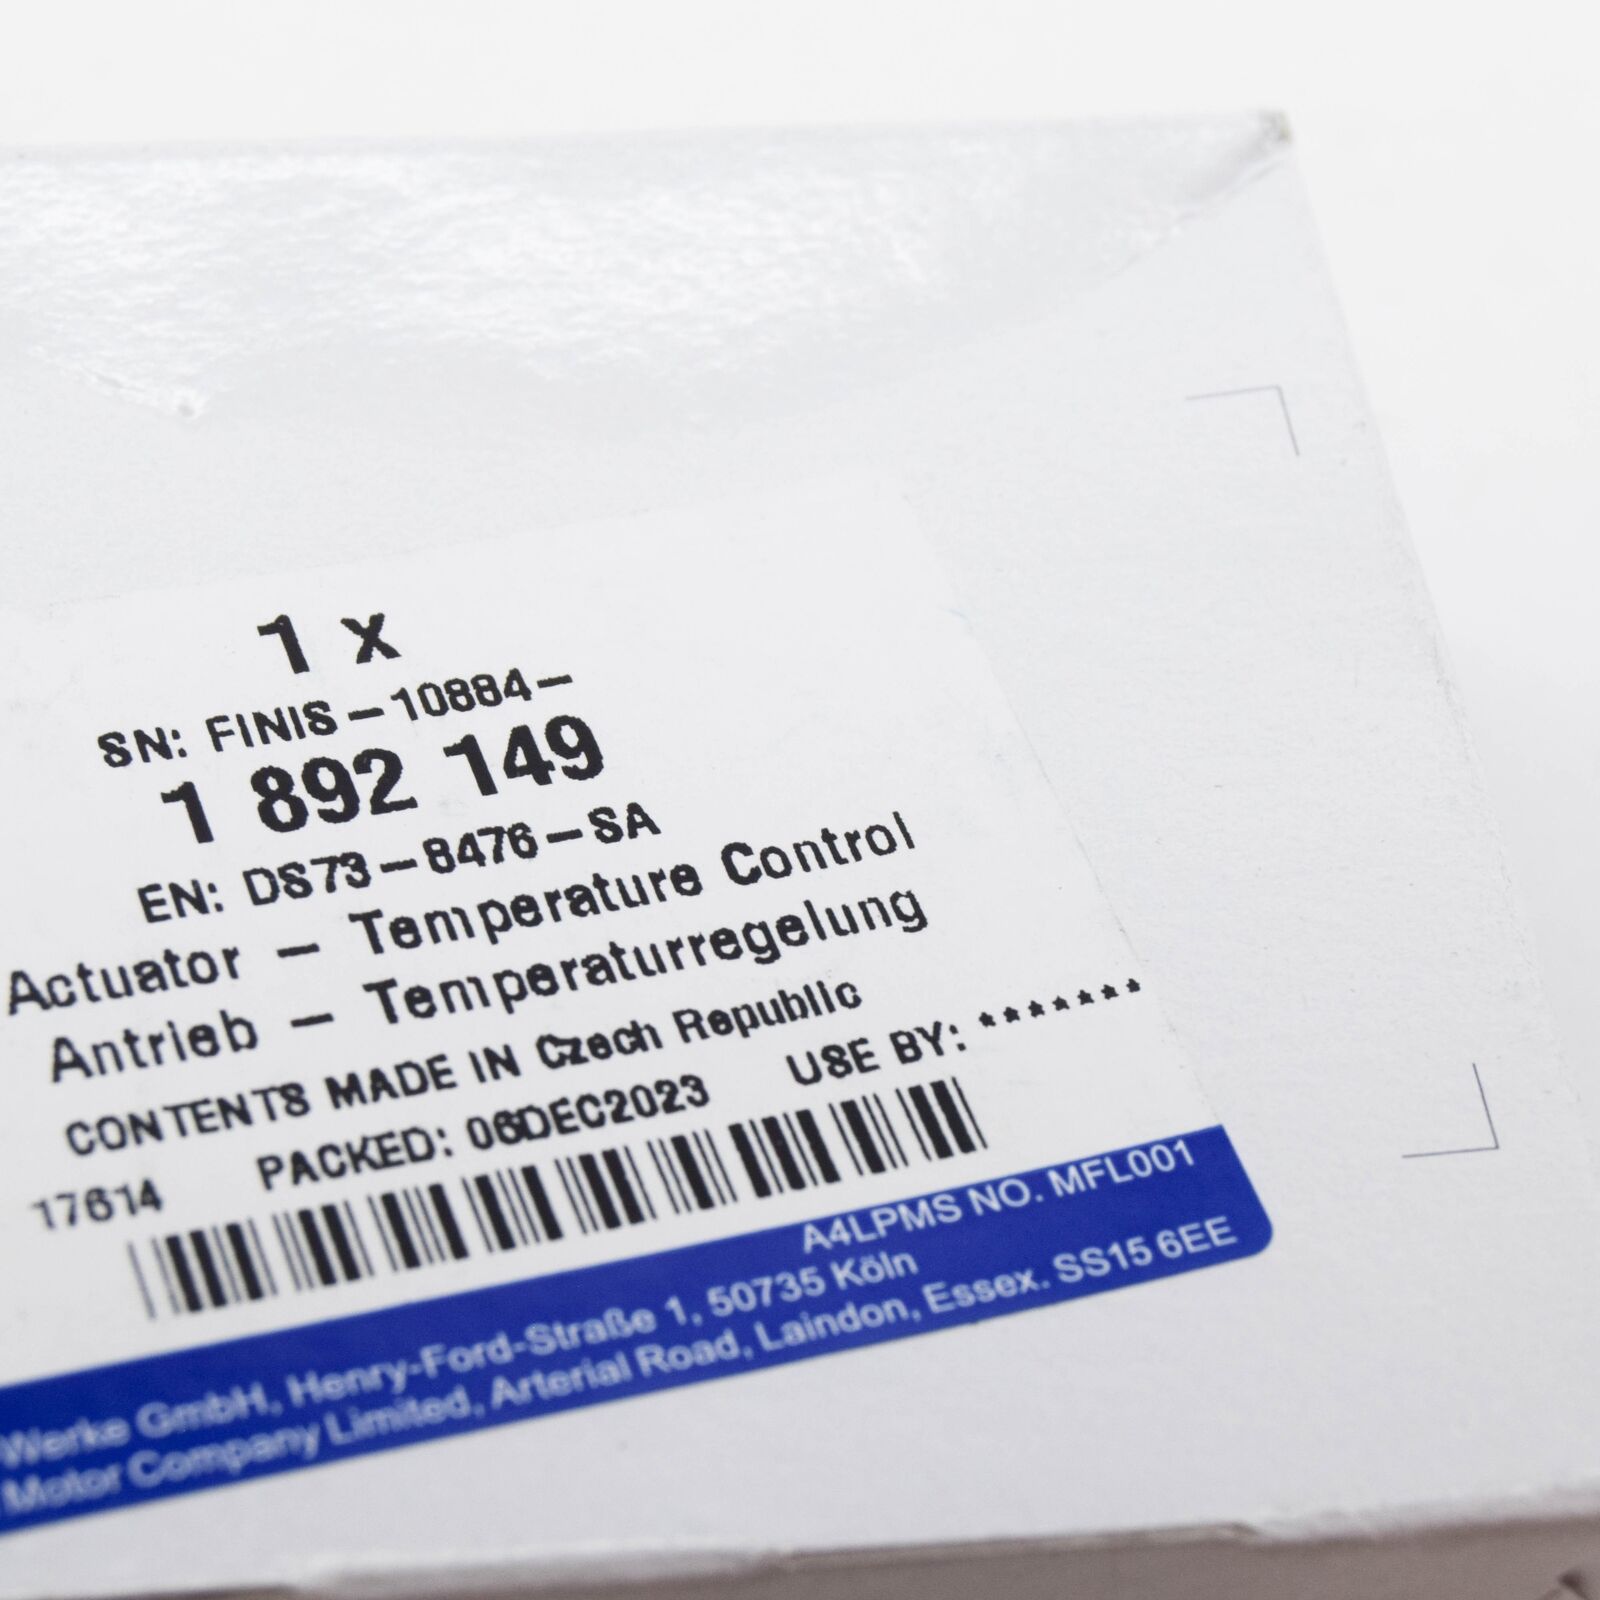 1 x
SN: FINIS-10884-
1 892 149
EN: DS73-8476-SA
Actuator - Temperature Control
Antrieb - Temperaturregelung
CONTENTS MADE IN Czech Republic
17614 PACKED: 06DEC2023 USE BY: *******
A4LPMS NO. MFL001
Werke GmbH, Henry-Ford-Straße 1, 50735 Köln
Motor Company Limited, Arterial Road, Laindon, Essex. SS15 6EE